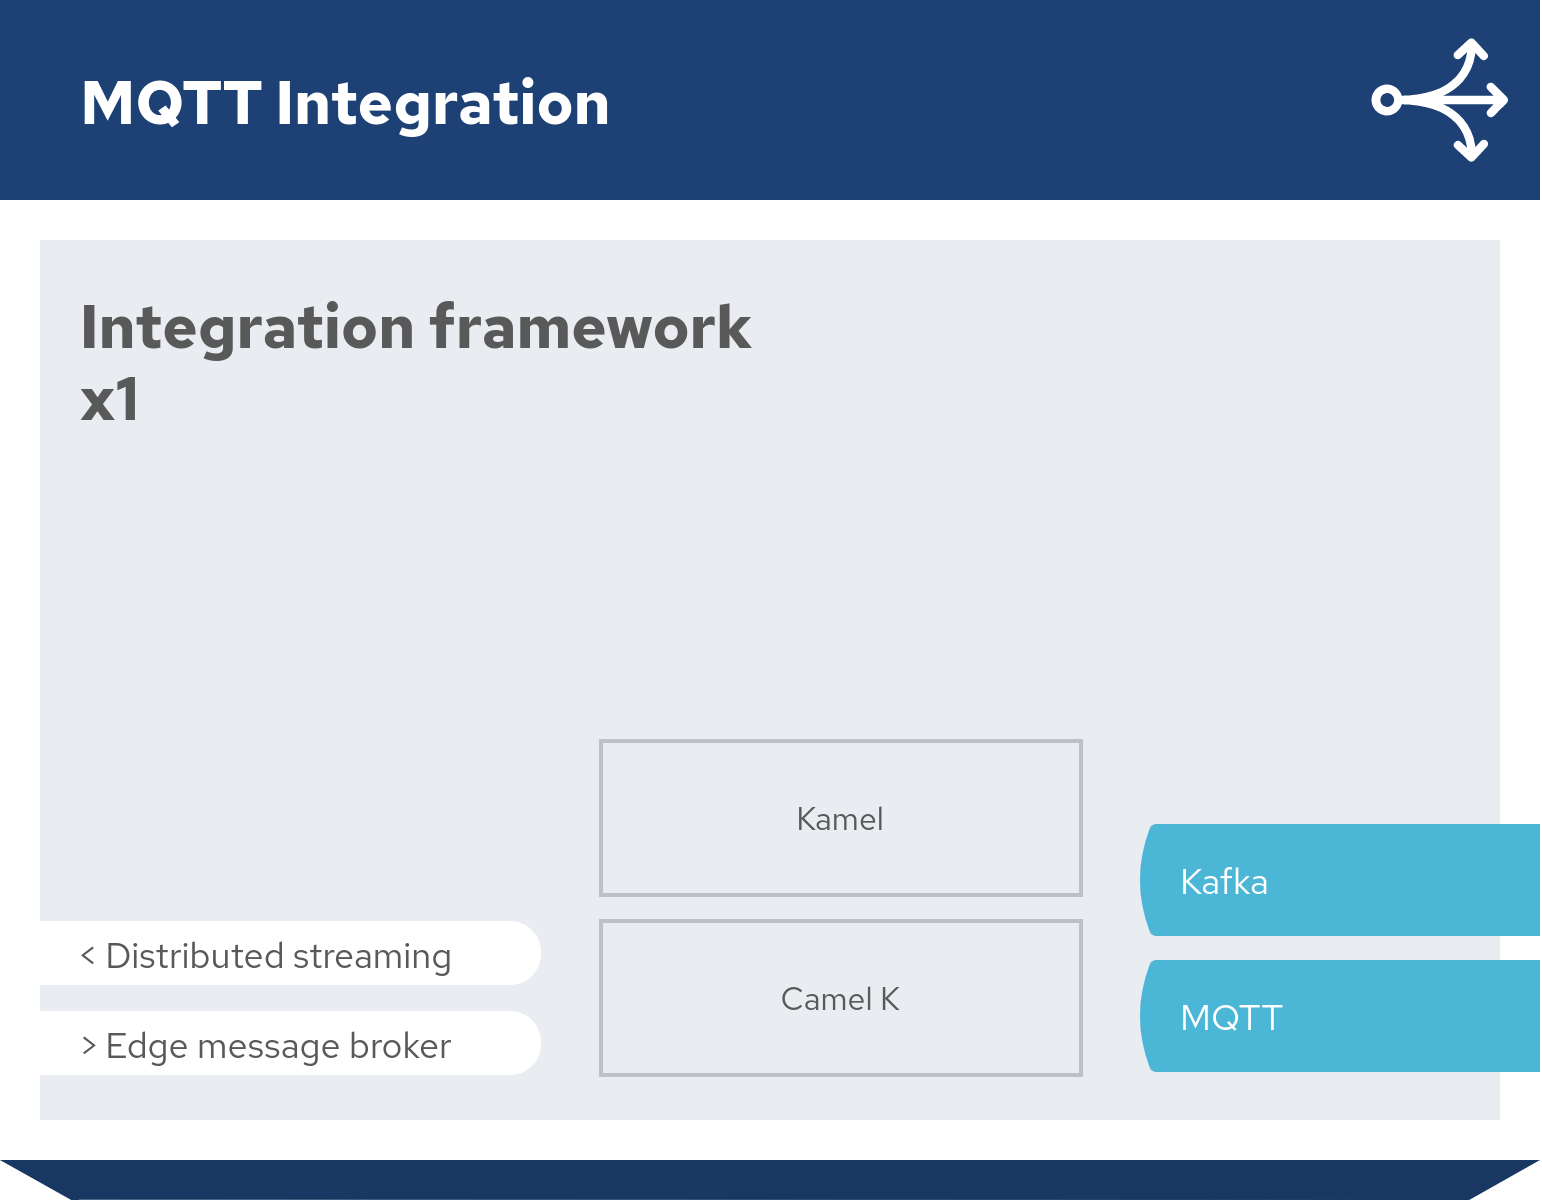 MQTT Integration
Integration framework
x1
Kamel
Kafka
< Distributed streaming
Camel K
MQTT
> Edge message broker